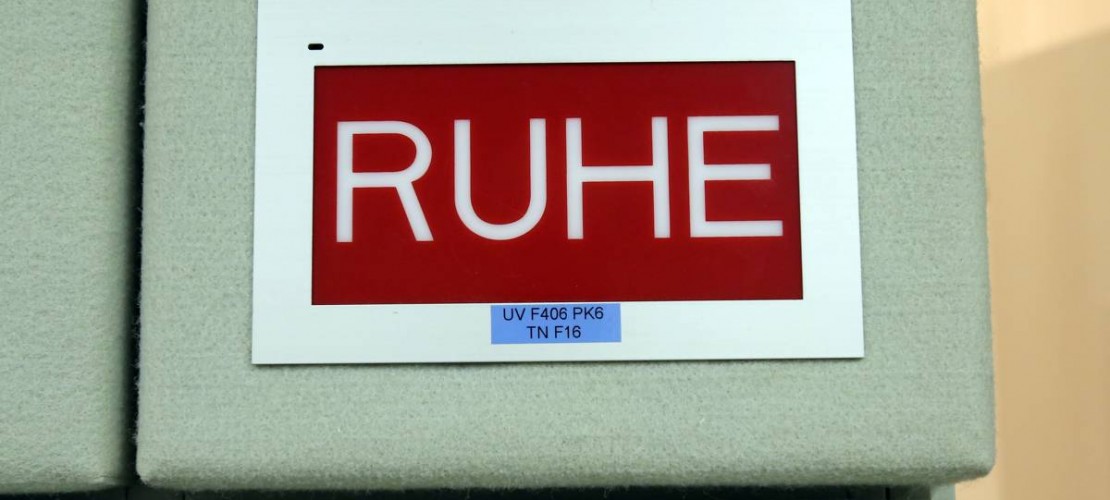 RUHE
UV F406 PK6
TN F16